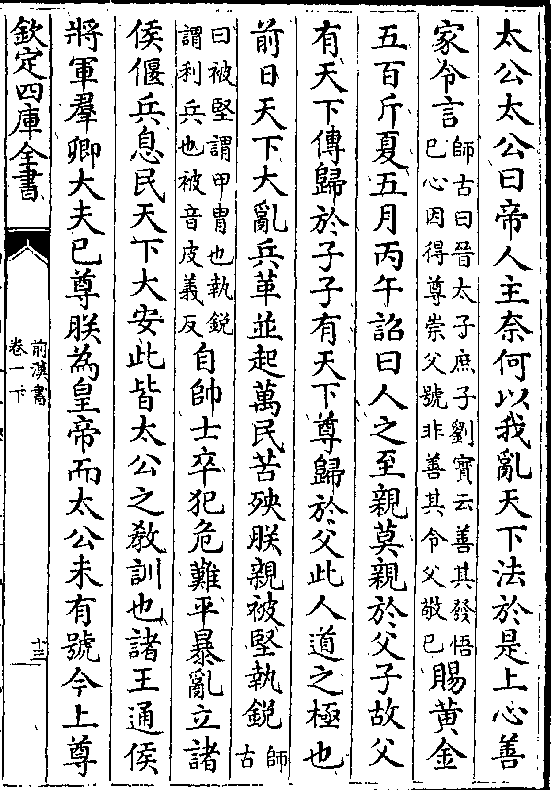 太公太公曰帝人主奈何以我亂天下法於是上心善
家令言師古曰晉太子庶子劉寳云善其發悟
已心因得尊崇父號非善其令父敬已賜黄金
五百斤夏五月丙午詔曰人之至親莫親於父子故父
有天下傳歸於子子有天下尊歸於父此人道之極也
前日天下大亂兵革並起萬民苦殃朕親被堅執鋭師
古
曰被堅謂甲胄也執鋭
謂利兵也被音皮義反自帥士卒犯危難平暴亂立諸
侯偃兵息民天下大安此皆太公之教訓也諸王通侯
將軍羣卿大夫已尊朕為皇帝而太公未有號今上尊
欽定四庫全書
前漢書
卷一下
十三